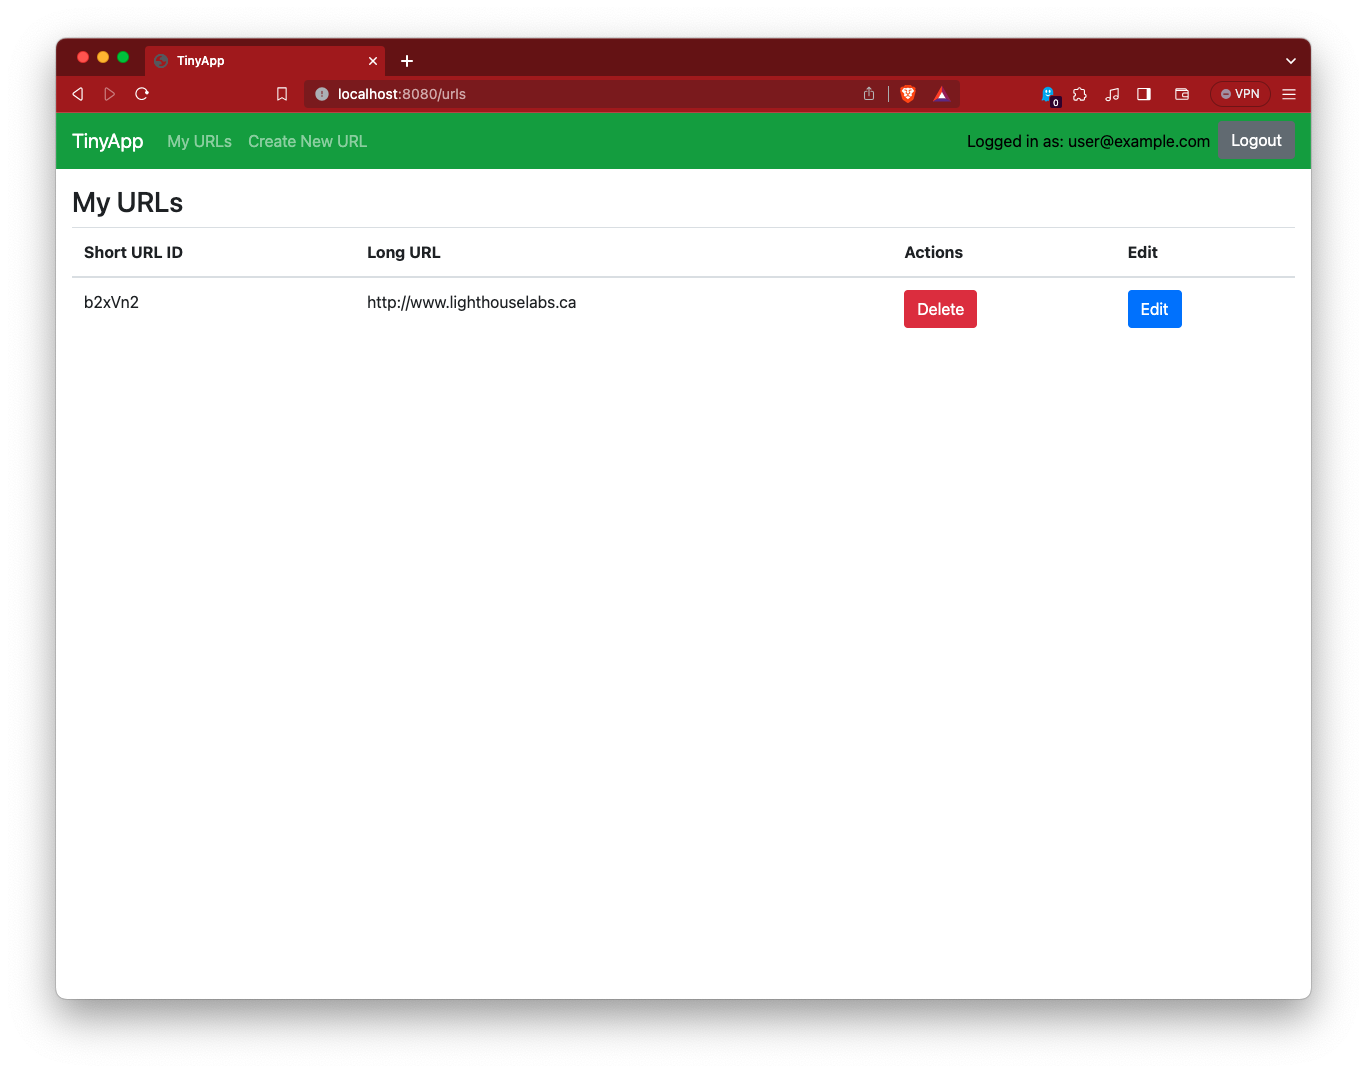 TinyApp
localhost:8080/urls
0
VPN
TinyApp My URLs Create New URL Logged in as: user@example.com Logout
My URLs
Short URL ID Long URL Actions Edit
b2xVn2 http://www.lighthouselabs.ca Delete Edit